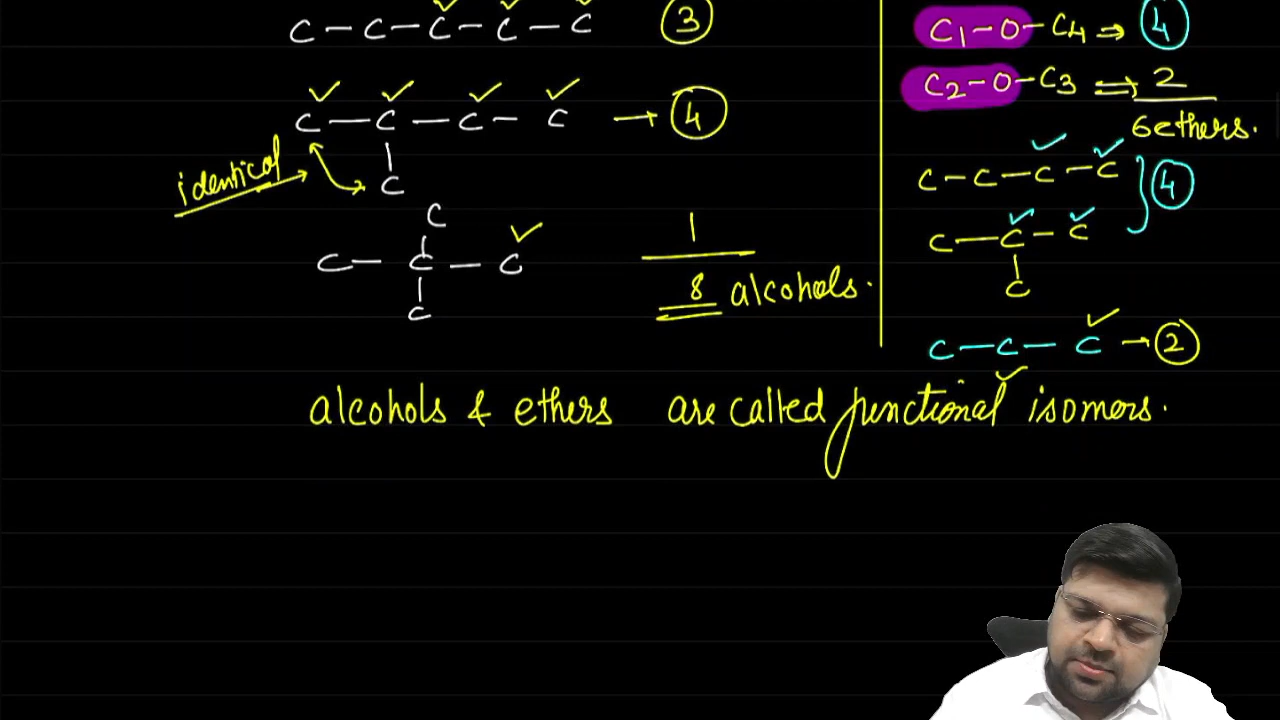 C – C – C – C – C ③
C – C – C – C → ④
C
identical
C
C – C – C
C
1
8 alcohols.
C1–O–C4 ⇒ ④
C2–O–C3 ⇒ 2
6 ethers.
C – C – C – C
④
C – C – C
C
C – C – C → ②
alcohols & ethers are called functional isomers.